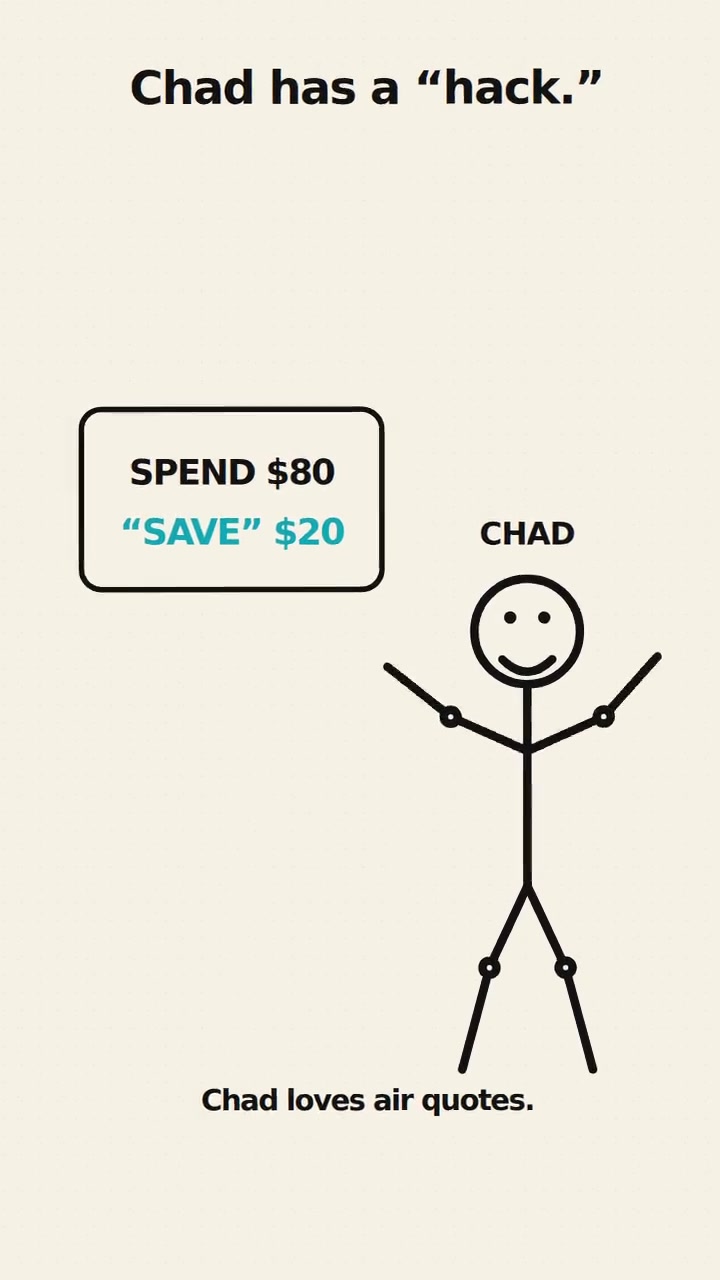 Chad has a “hack.”
SPEND $80
“SAVE” $20
CHAD
Chad loves air quotes.